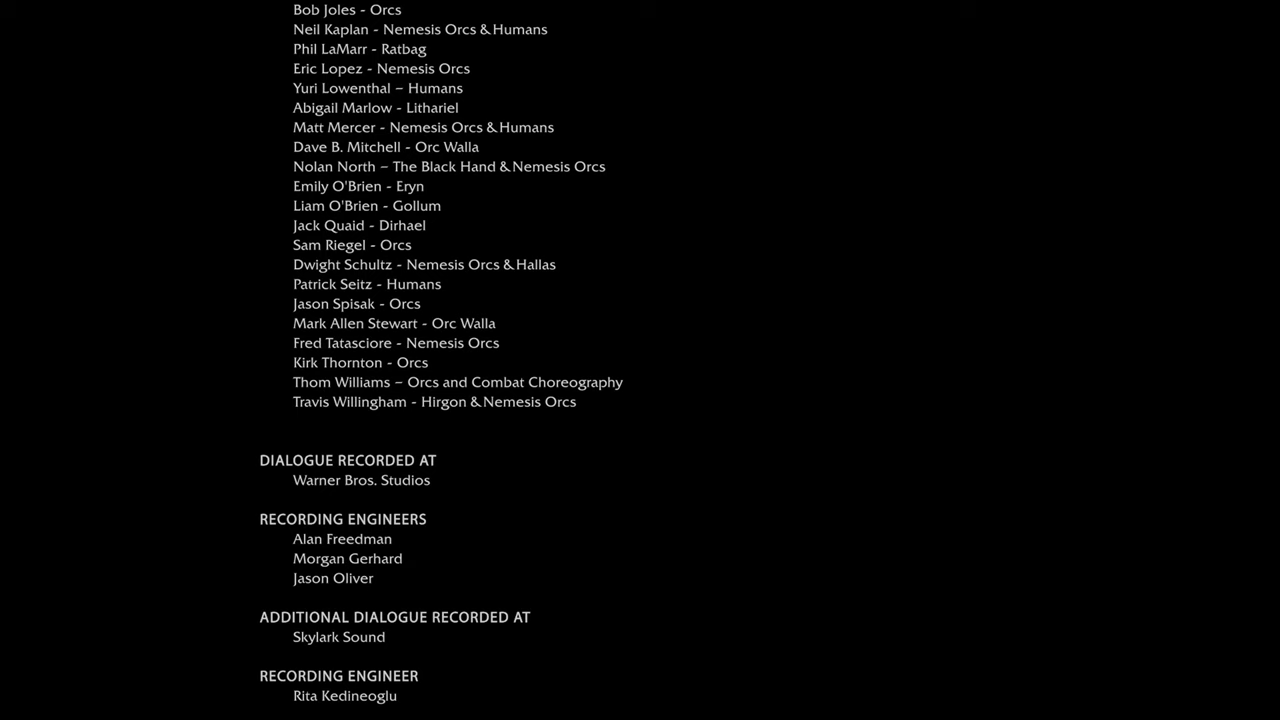 Bob Joles - Orcs
Neil Kaplan - Nemesis Orcs & Humans
Phil LaMarr - Ratbag
Eric Lopez - Nemesis Orcs
Yuri Lowenthal – Humans
Abigail Marlow - Lithariel
Matt Mercer - Nemesis Orcs & Humans
Dave B. Mitchell - Orc Walla
Nolan North – The Black Hand & Nemesis Orcs
Emily O'Brien - Eryn
Liam O'Brien - Gollum
Jack Quaid - Dirhael
Sam Riegel - Orcs
Dwight Schultz - Nemesis Orcs & Hallas
Patrick Seitz - Humans
Jason Spisak - Orcs
Mark Allen Stewart - Orc Walla
Fred Tatasciore - Nemesis Orcs
Kirk Thornton - Orcs
Thom Williams – Orcs and Combat Choreography
Travis Willingham - Hirgon & Nemesis Orcs
DIALOGUE RECORDED AT
Warner Bros. Studios
RECORDING ENGINEERS
Alan Freedman
Morgan Gerhard
Jason Oliver
ADDITIONAL DIALOGUE RECORDED AT
Skylark Sound
RECORDING ENGINEER
Rita Kedineoglu